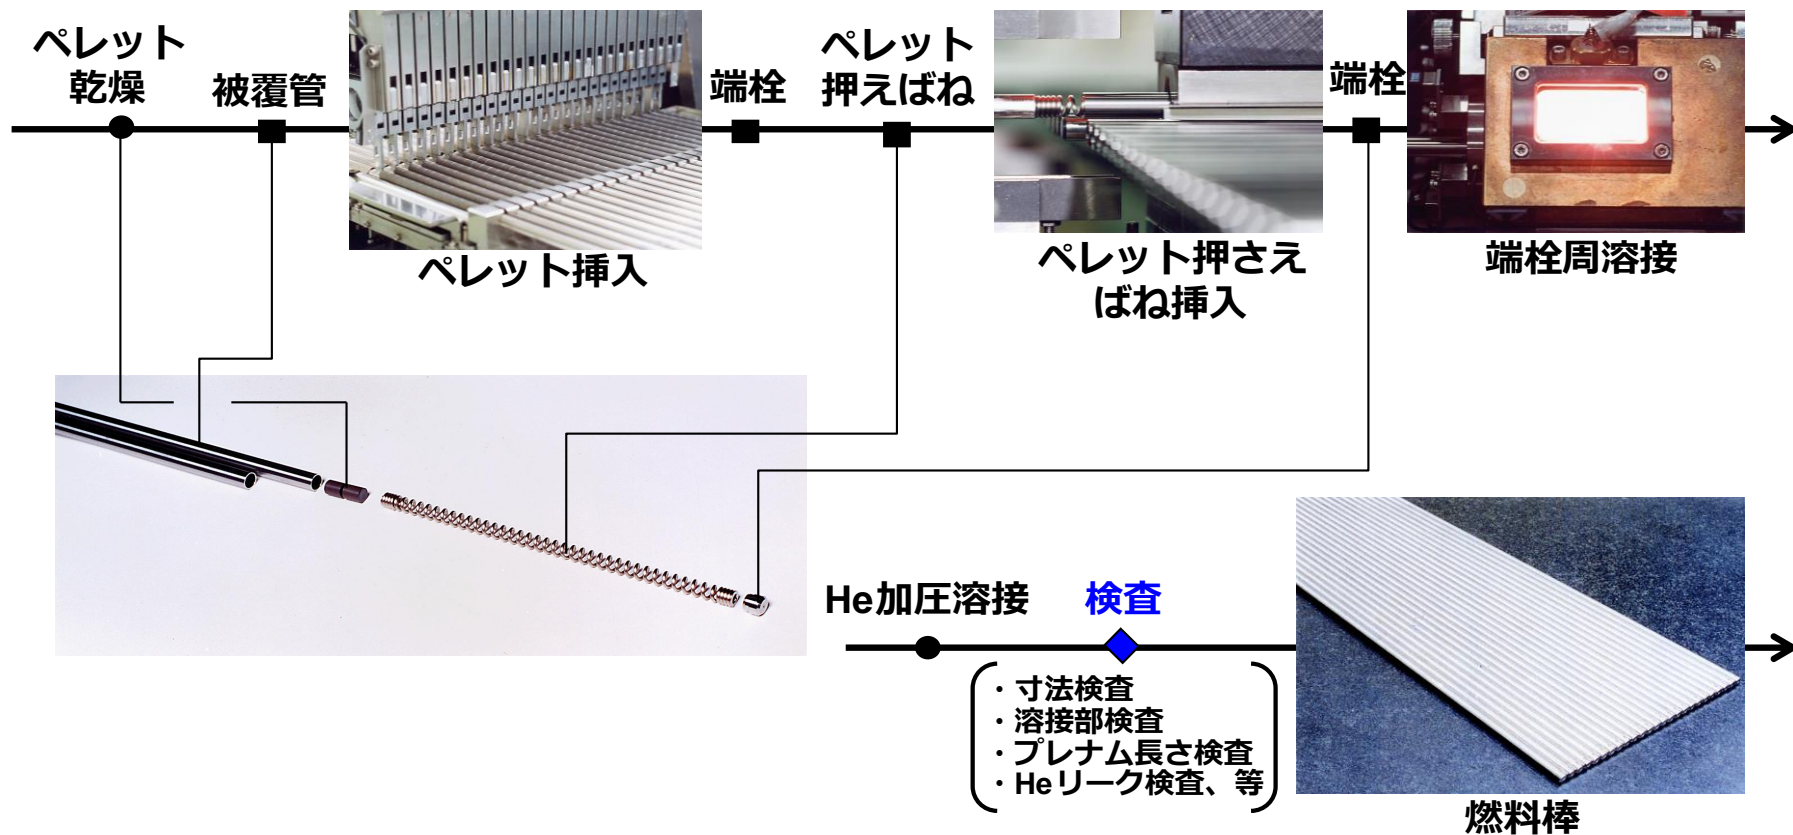 ペレット
乾燥
被覆管
ペレット挿入
端栓
ペレット
押えばね
ペレット押さえ
ばね挿入
端栓
端栓周溶接
He加圧溶接
検査
・寸法検査
・溶接部検査
・プレナム長さ検査
・Heリーク検査、等
燃料棒